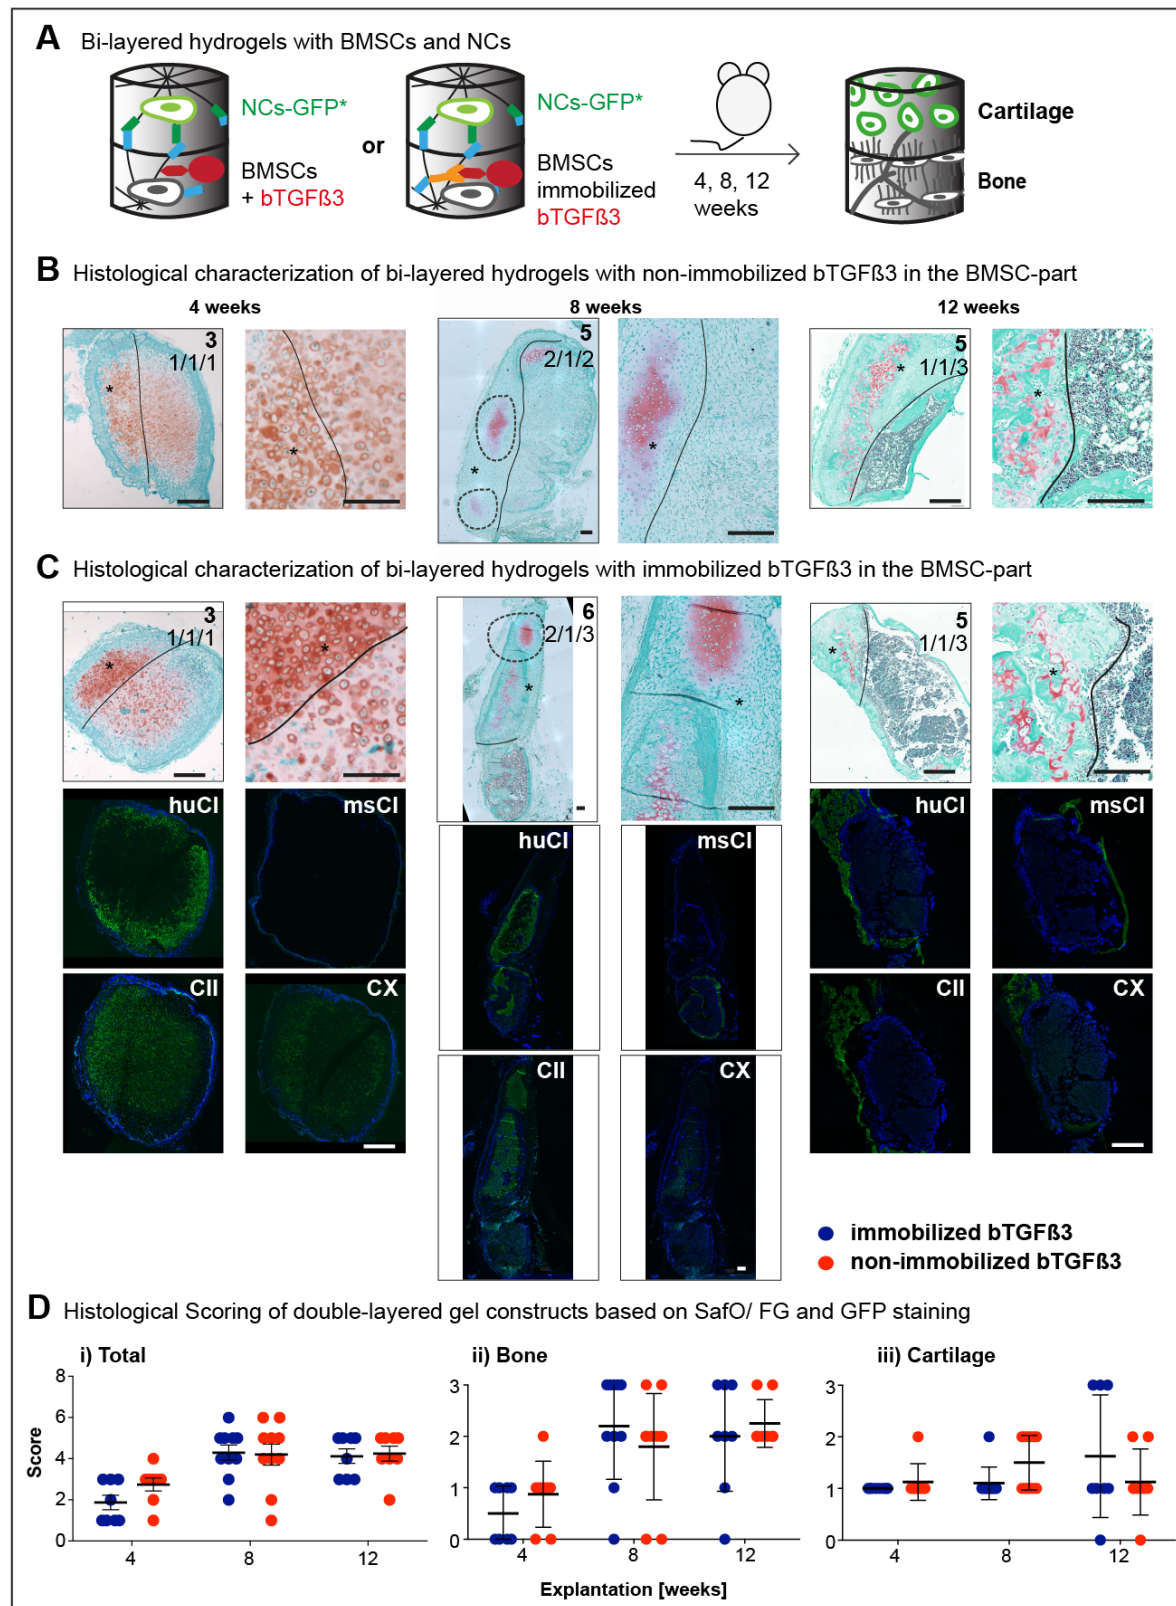 A Bi-layered hydrogels with BMSCs and NCs
NCs-GFP*
BMSCs
+ bTGFß3
or
NCs-GFP*
BMSCs
immobilized
bTGFß3
4, 8, 12
weeks
Cartilage
Bone
B Histological characterization of bi-layered hydrogels with non-immobilized bTGFß3 in the BMSC-part
4 weeks
8 weeks
12 weeks
3
1/1/1
*
*
5
2/1/2
*
*
5
1/1/3
*
*
C Histological characterization of bi-layered hydrogels with immobilized bTGFß3 in the BMSC-part
3
1/1/1
*
*
6
2/1/3
*
*
5
1/1/3
*
*
huCI
msCI
huCI
msCI
huCI
msCI
CII
CX
CII
CX
CII
CX
immobilized bTGFß3
non-immobilized bTGFß3
D Histological Scoring of double-layered gel constructs based on SafO/ FG and GFP staining
i) Total
ii) Bone
iii) Cartilage
Score
8
6
4
2
0
4
8
12
3
2
1
0
4
8
12
3
2
1
0
4
8
12
Explantation [weeks]